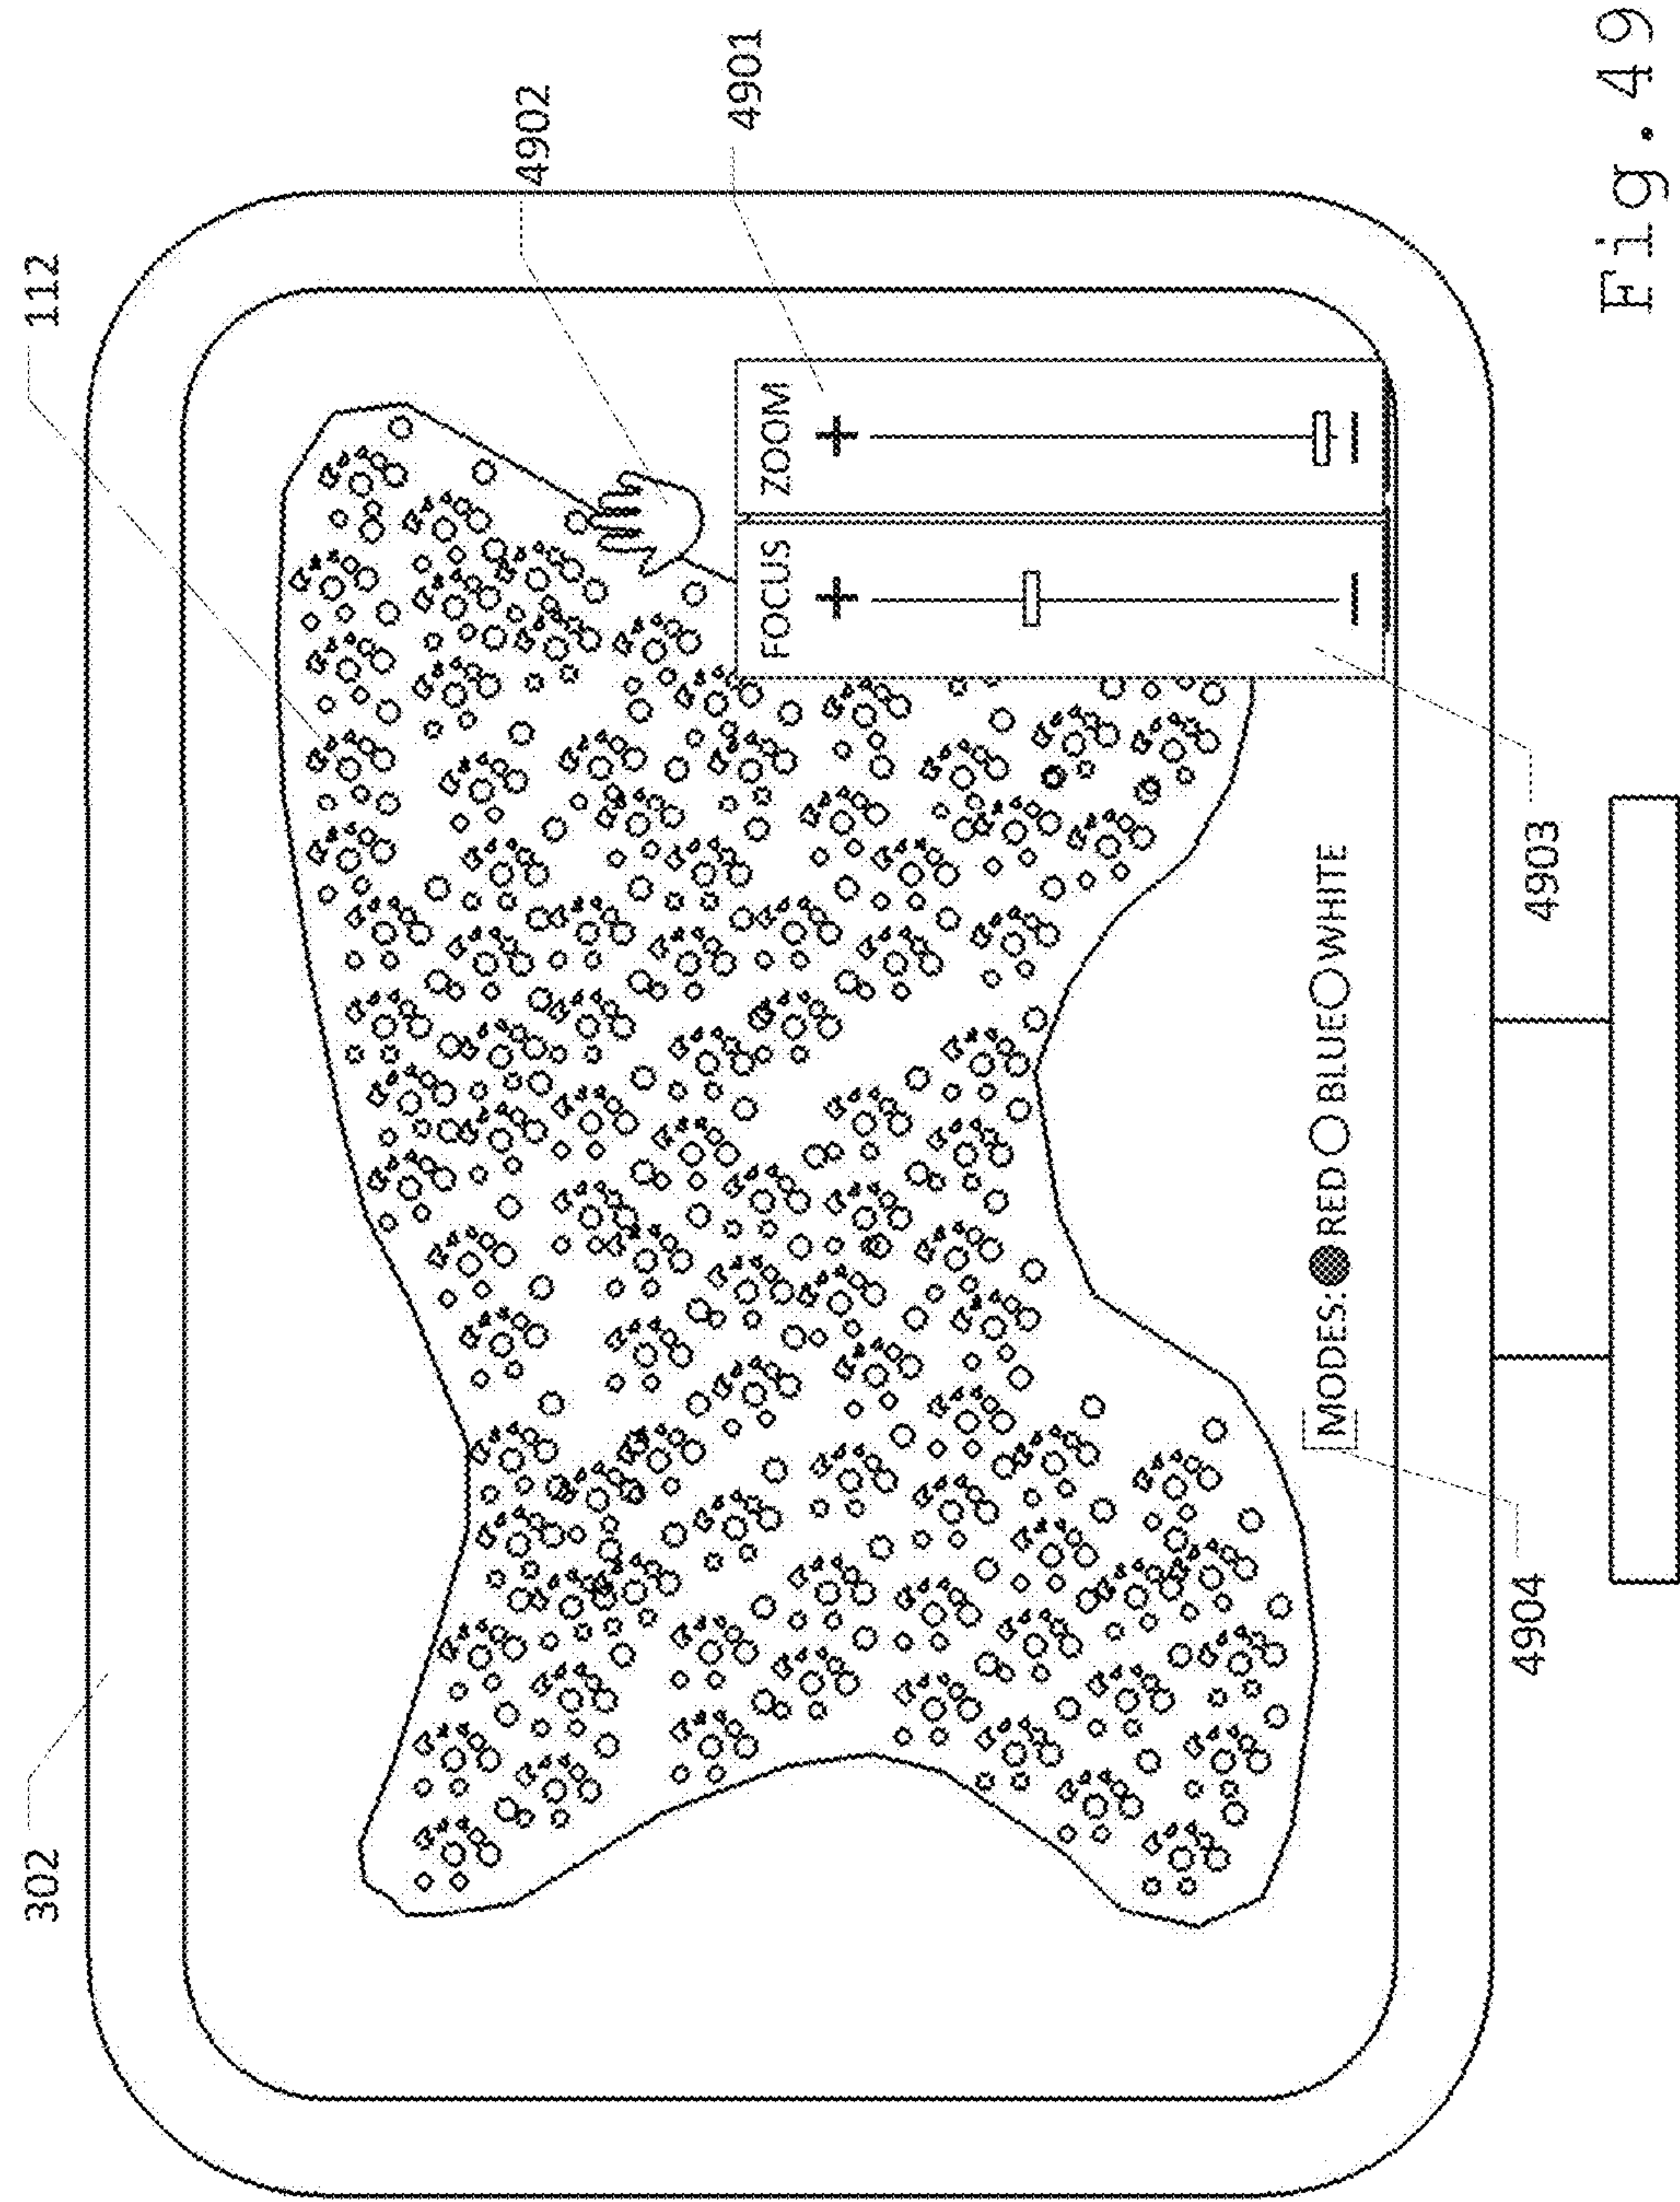 302
112
4902
4901
FOCUS
ZOOM
+
+
−
−
MODES: RED BLUE WHITE
4904
4903
Fig.49